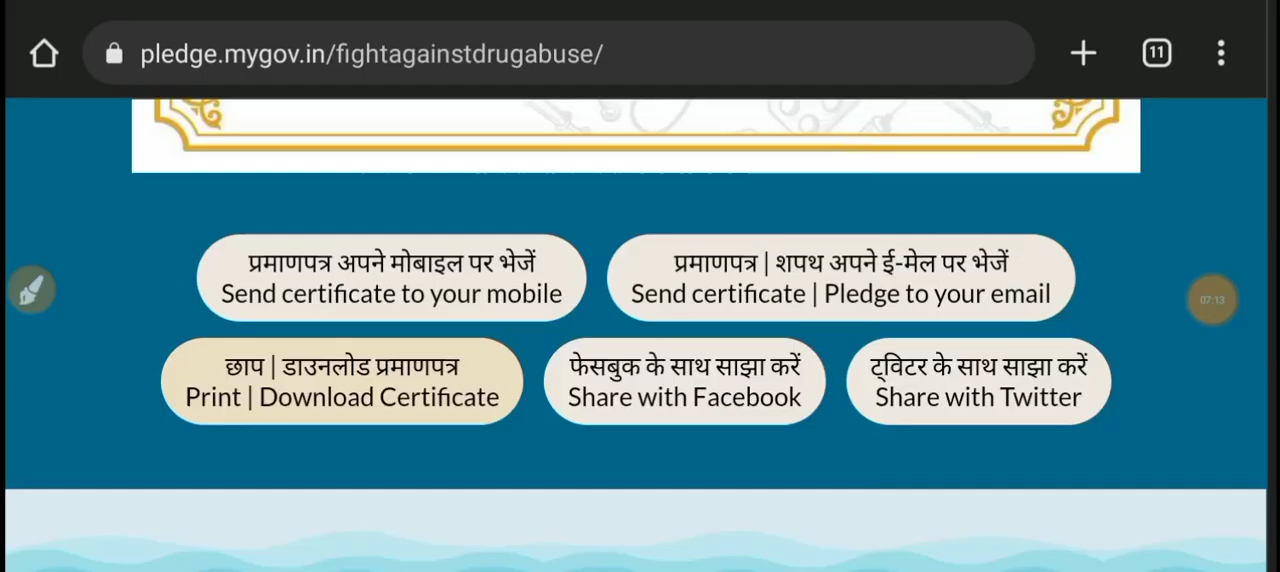 pledge.mygov.in/fightagainstdrugabuse/
11
प्रमाणपत्र अपने मोबाइल पर भेजें
Send certificate to your mobile
प्रमाणपत्र | शपथ अपने ई-मेल पर भेजें
Send certificate | Pledge to your email
07:13
छाप | डाउनलोड प्रमाणपत्र
Print | Download Certificate
फेसबुक के साथ साझा करें
Share with Facebook
ट्विटर के साथ साझा करें
Share with Twitter